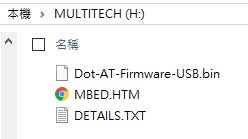 本機 › MULTITECH (H:)
名稱
Dot-AT-Firmware-USB.bin
MBED.HTM
DETAILS.TXT